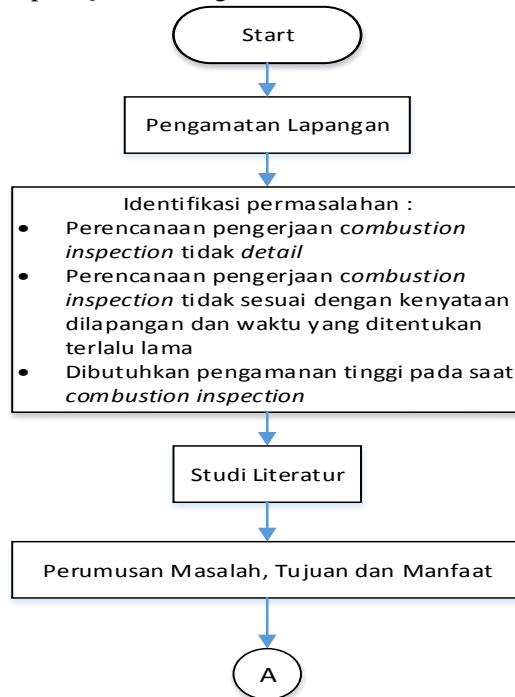 Start
Pengamatan Lapangan
Identifikasi permasalahan :
• Perencanaan pengerjaan combustion
inspection tidak detail
• Perencanaan pengerjaan combustion
inspection tidak sesuai dengan kenyataan
dilapangan dan waktu yang ditentukan
terlalu lama
• Dibutuhkan pengamanan tinggi pada saat
combustion inspection
Studi Literatur
Perumusan Masalah, Tujuan dan Manfaat
A